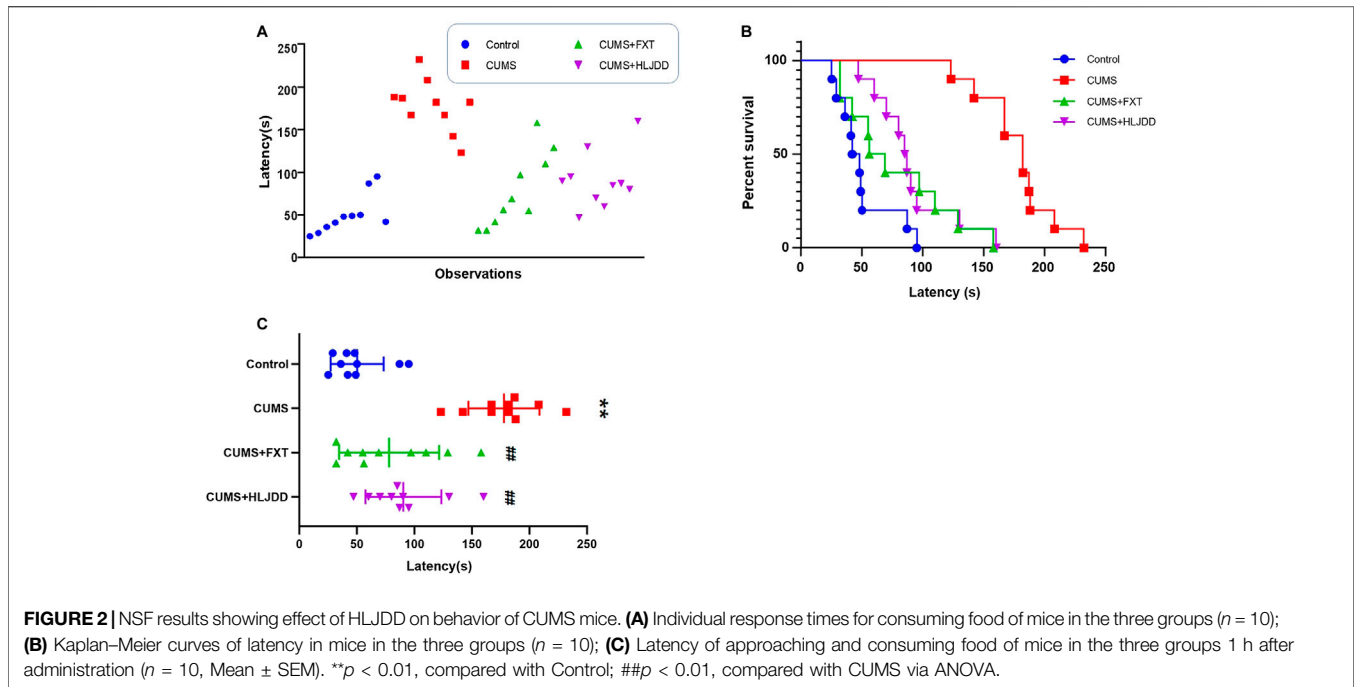 A
Control
CUMS
CUMS+FXT
CUMS+HLJDD
250
200
150
100
50
0
Latency(s)
Observations
B
Control
CUMS
CUMS+FXT
CUMS+HLJDD
100
50
0
Percent survival
0 50 100 150 200 250
Latency (s)
C
Control
CUMS
CUMS+FXT
CUMS+HLJDD
**
##
##
0 50 100 150 200 250
Latency(s)
FIGURE 2 | NSF results showing effect of HLJDD on behavior of CUMS mice. (A) Individual response times for consuming food of mice in the three groups (n = 10);
(B) Kaplan–Meier curves of latency in mice in the three groups (n = 10); (C) Latency of approaching and consuming food of mice in the three groups 1 h after
administration (n = 10, Mean ± SEM). **p < 0.01, compared with Control; ##p < 0.01, compared with CUMS via ANOVA.